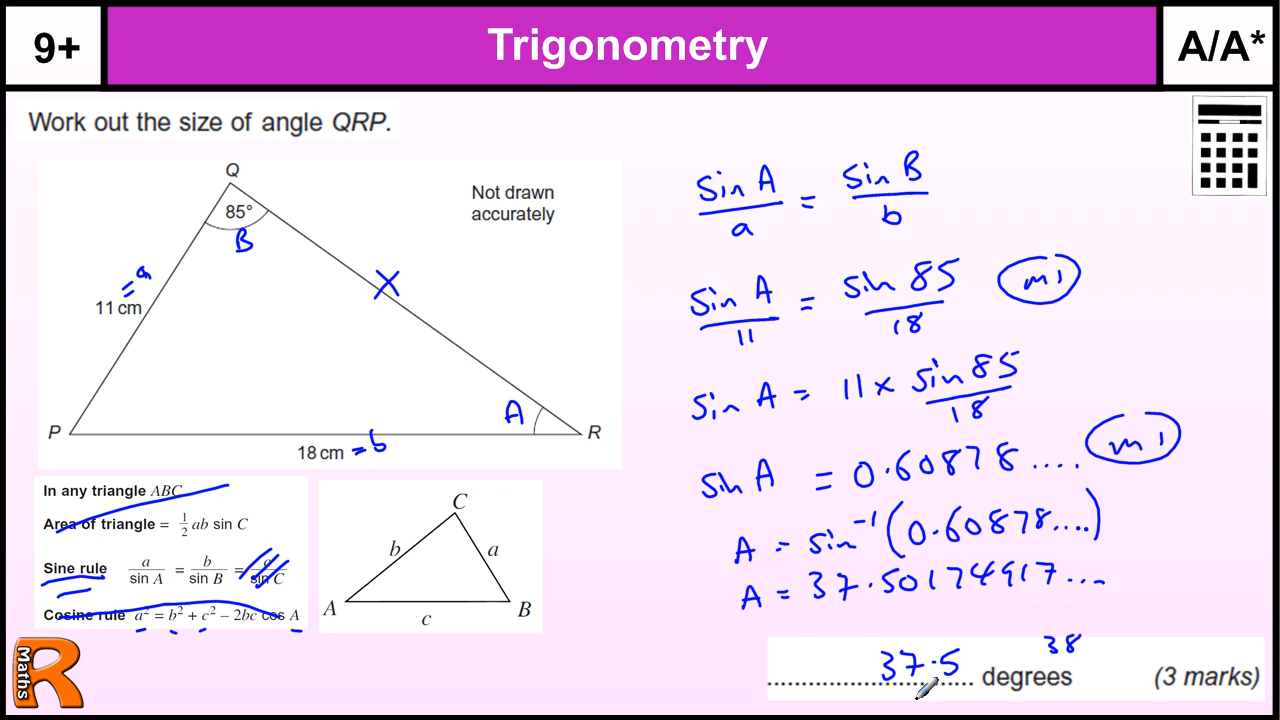 9+
Trigonometry
A/A*
Work out the size of angle QRP.
Q
85°
B
Not drawn
accurately
= a
11 cm
X
P
A
R
18 cm = b
In any triangle ABC
Area of triangle = 1/2 ab sin C
Sine rule a/sin A = b/sin B = c/sin C
Cosine rule a² = b² + c² – 2bc cos A
C
b
a
A
B
c
Sin A/a = Sin B/b
Sin A/11 = sin 85/18 m1
Sin A = 11 × sin 85/18
Sin A = 0.60878.... m1
A = sin⁻¹(0.60878....)
A = 37.50174917...
38
37.5
.............................. degrees (3 marks)
Maths
R